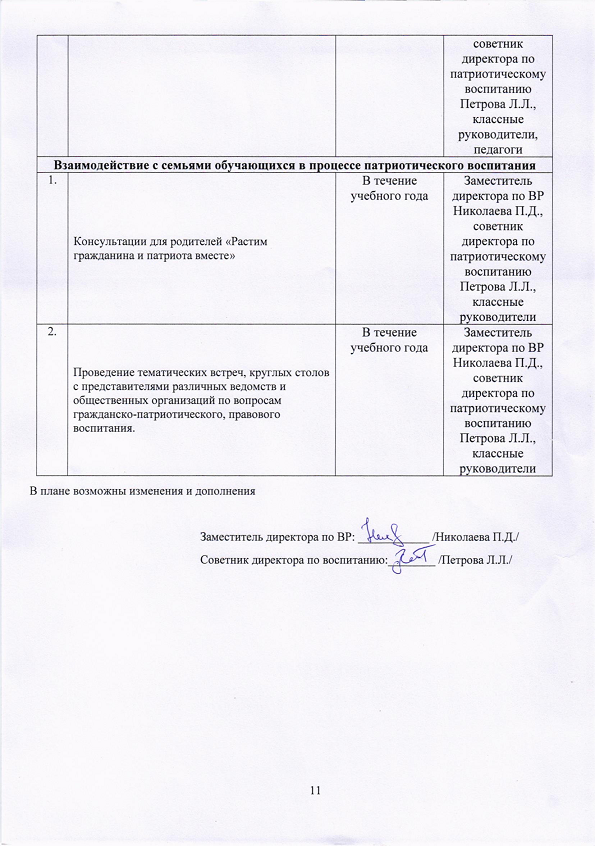 советник
директора по
патриотическому
воспитанию
Петрова Л.Л.,
классные
руководители,
педагоги
Взаимодействие с семьями обучающихся в процессе патриотического воспитания
1.
Консультации для родителей «Растим
гражданина и патриота вместе»
В течение
учебного года
Заместитель
директора по ВР
Николаева П.Д.,
советник
директора по
патриотическому
воспитанию
Петрова Л.Л.,
классные
руководители
2.
Проведение тематических встреч, круглых столов
с представителями различных ведомств и
общественных организаций по вопросам
гражданско-патриотического, правового
воспитания.
В течение
учебного года
Заместитель
директора по ВР
Николаева П.Д.,
советник
директора по
патриотическому
воспитанию
Петрова Л.Л.,
классные
руководители
В плане возможны изменения и дополнения
Заместитель директора по ВР: ____________ /Николаева П.Д./
Советник директора по воспитанию:________ /Петрова Л.Л./
11